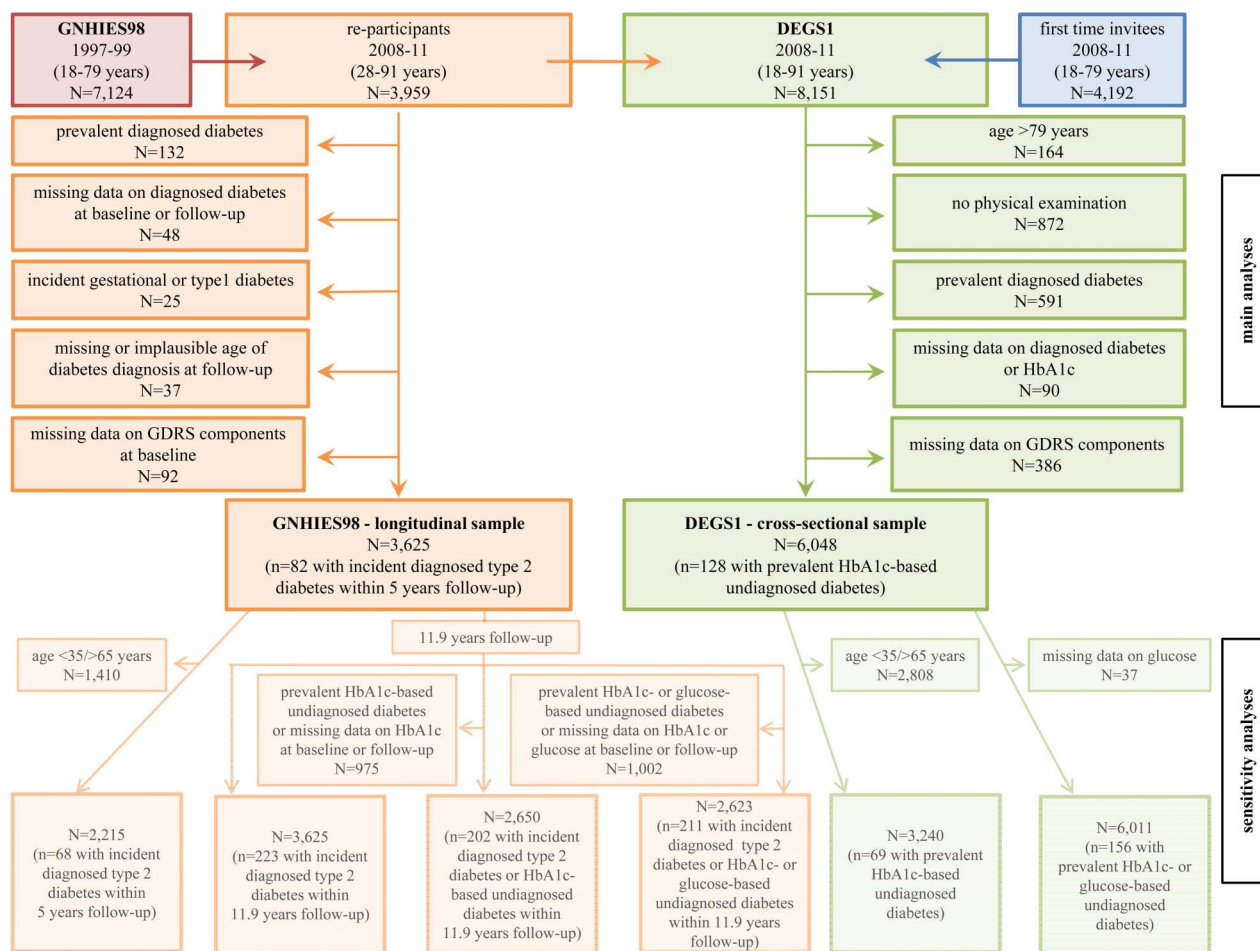 GNHIES98
1997-99
(18-79 years)
N=7,124
re-participants
2008-11
(28-91 years)
N=3,959
DEGS1
2008-11
(18-91 years)
N=8,151
first time invitees
2008-11
(18-79 years)
N=4,192
prevalent diagnosed diabetes
N=132
missing data on diagnosed diabetes
at baseline or follow-up
N=48
incident gestational or type1 diabetes
N=25
missing or implausible age of
diabetes diagnosis at follow-up
N=37
missing data on GDRS components
at baseline
N=92
age >79 years
N=164
no physical examination
N=872
prevalent diagnosed diabetes
N=591
missing data on diagnosed diabetes
or HbA1c
N=90
missing data on GDRS components
N=386
main analyses
GNHIES98 - longitudinal sample
N=3,625
(n=82 with incident diagnosed type 2
diabetes within 5 years follow-up)
DEGS1 - cross-sectional sample
N=6,048
(n=128 with prevalent HbA1c-based
undiagnosed diabetes)
age <35/>65 years
N=1,410
11.9 years follow-up
prevalent HbA1c-based
undiagnosed diabetes
or missing data on HbA1c
at baseline or follow-up
N=975
prevalent HbA1c- or glucose-
based undiagnosed diabetes
or missing data on HbA1c or
glucose at baseline or follow-up
N=1,002
age <35/>65 years
N=2,808
missing data on glucose
N=37
sensitivity analyses
N=2,215
(n=68 with incident
diagnosed type 2
diabetes within
5 years follow-up)
N=3,625
(n=223 with incident
diagnosed type 2
diabetes within
11.9 years follow-up)
N=2,650
(n=202 with incident
diagnosed type 2
diabetes or HbA1c-
based undiagnosed
diabetes within
11.9 years follow-up)
N=2,623
(n=211 with incident
diagnosed type 2
diabetes or HbA1c- or
glucose-based
undiagnosed diabetes
within 11.9 years
follow-up)
N=3,240
(n=69 with prevalent
HbA1c-based
undiagnosed
diabetes)
N=6,011
(n=156 with
prevalent HbA1c- or
glucose-based
undiagnosed
diabetes)